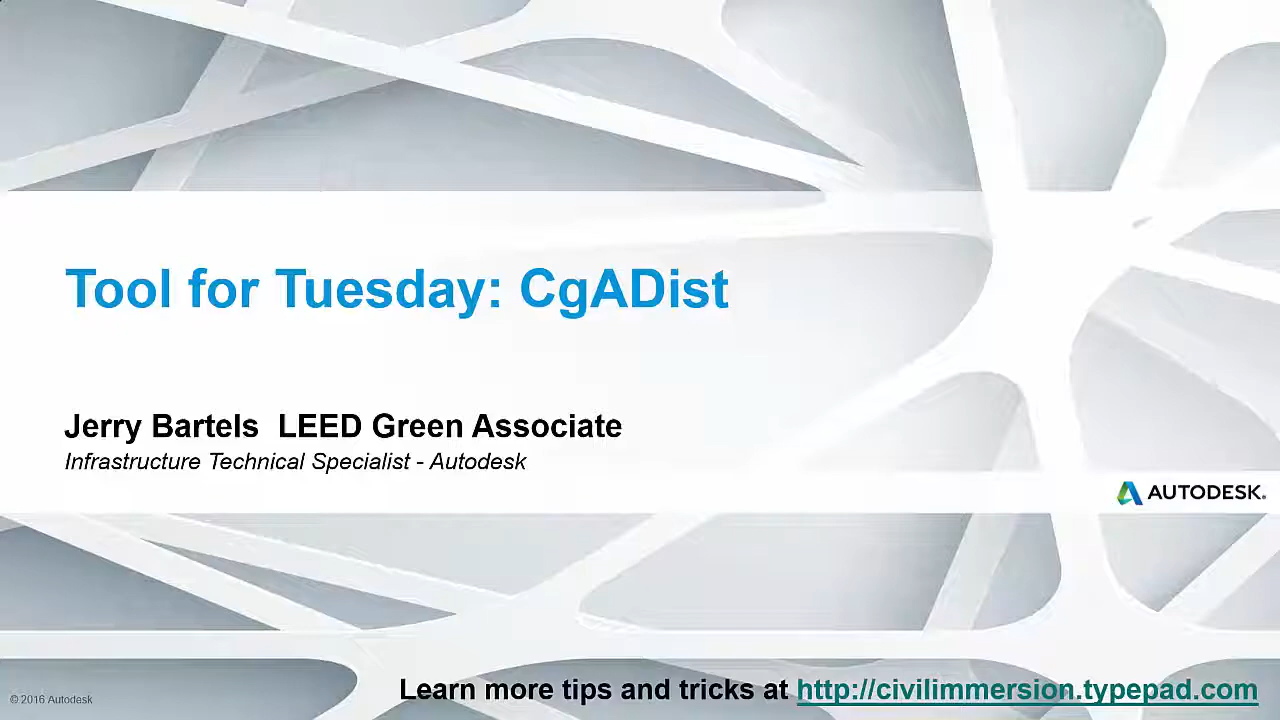 Tool for Tuesday: CgADist
Jerry Bartels  LEED Green Associate
Infrastructure Technical Specialist - Autodesk
AUTODESK.
© 2016 Autodesk
Learn more tips and tricks at http://civilimmersion.typepad.com